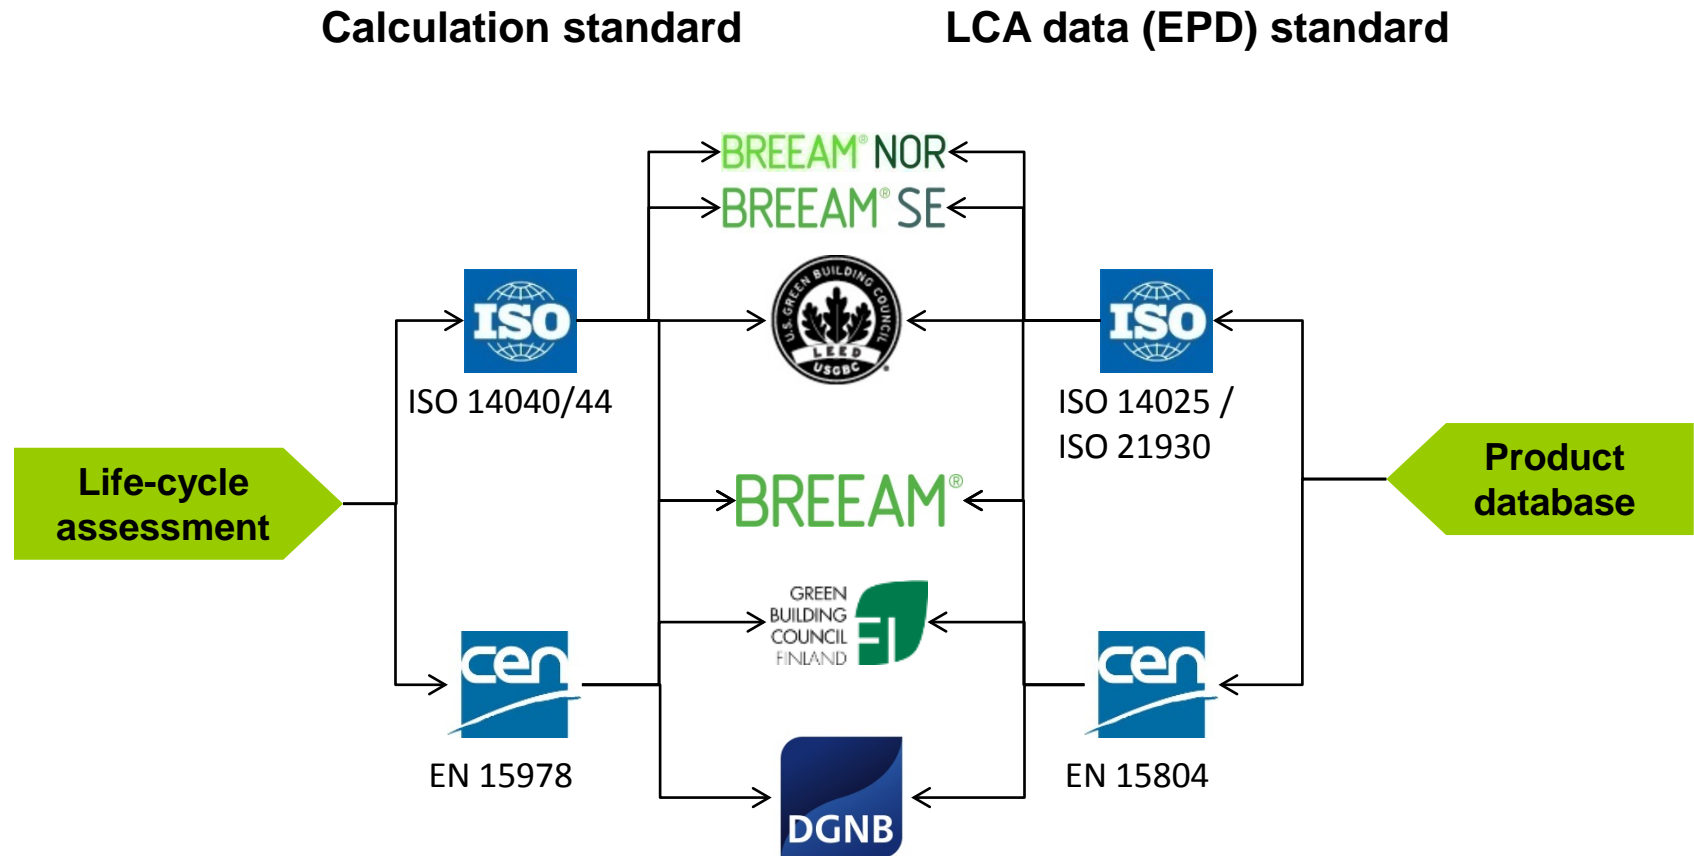 Calculation standard
LCA data (EPD) standard
BREEAM® NOR
BREEAM® SE
U.S. GREEN BUILDING COUNCIL
LEED
USGBC
ISO
ISO 14040/44
ISO
ISO 14025 /
ISO 21930
Life-cycle
assessment
Product
database
BREEAM®
GREEN
BUILDING
COUNCIL
FINLAND
FI
cen
EN 15978
cen
EN 15804
DGNB